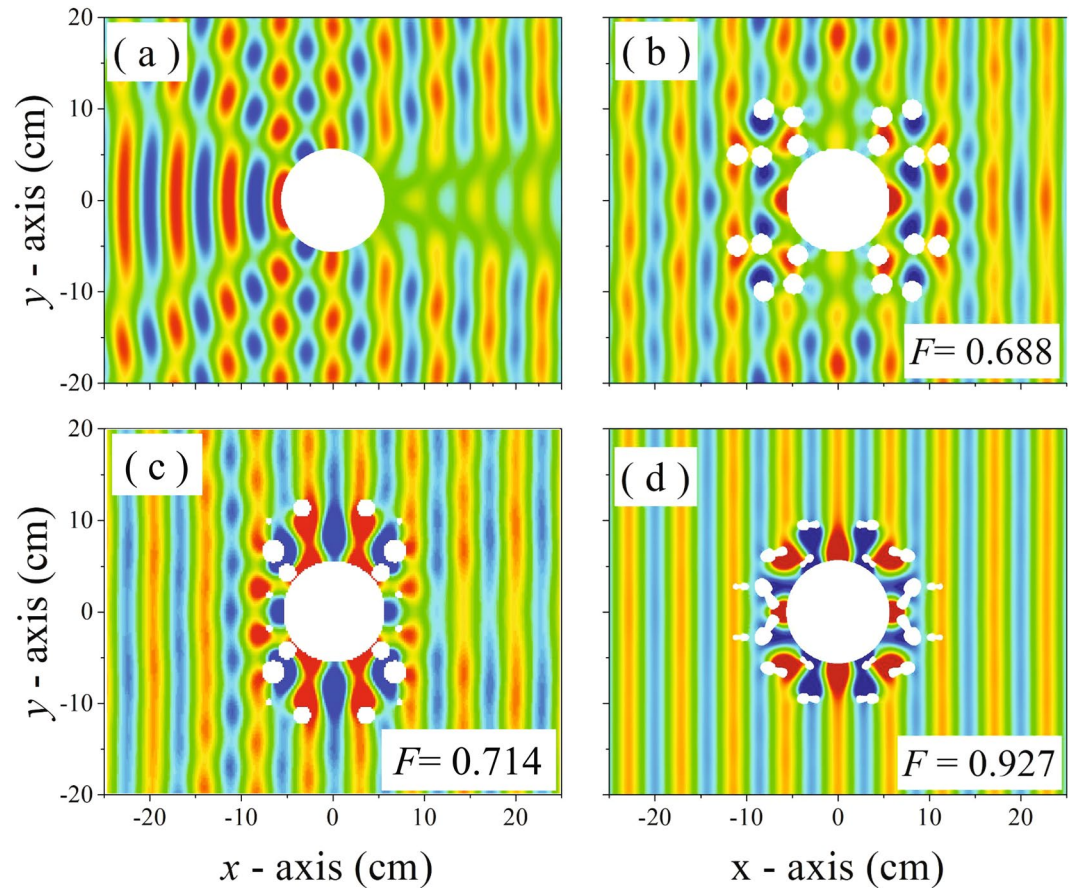 ( a )
( b )
20
10
0
-10
-20
y - axis (cm)
F= 0.688
( c )
( d )
20
10
0
10
-20
y - axis (cm)
F= 0.714
F = 0.927
-20 -10 0 10 20
-20 -10 0 10 20
x - axis (cm)
x - axis (cm)